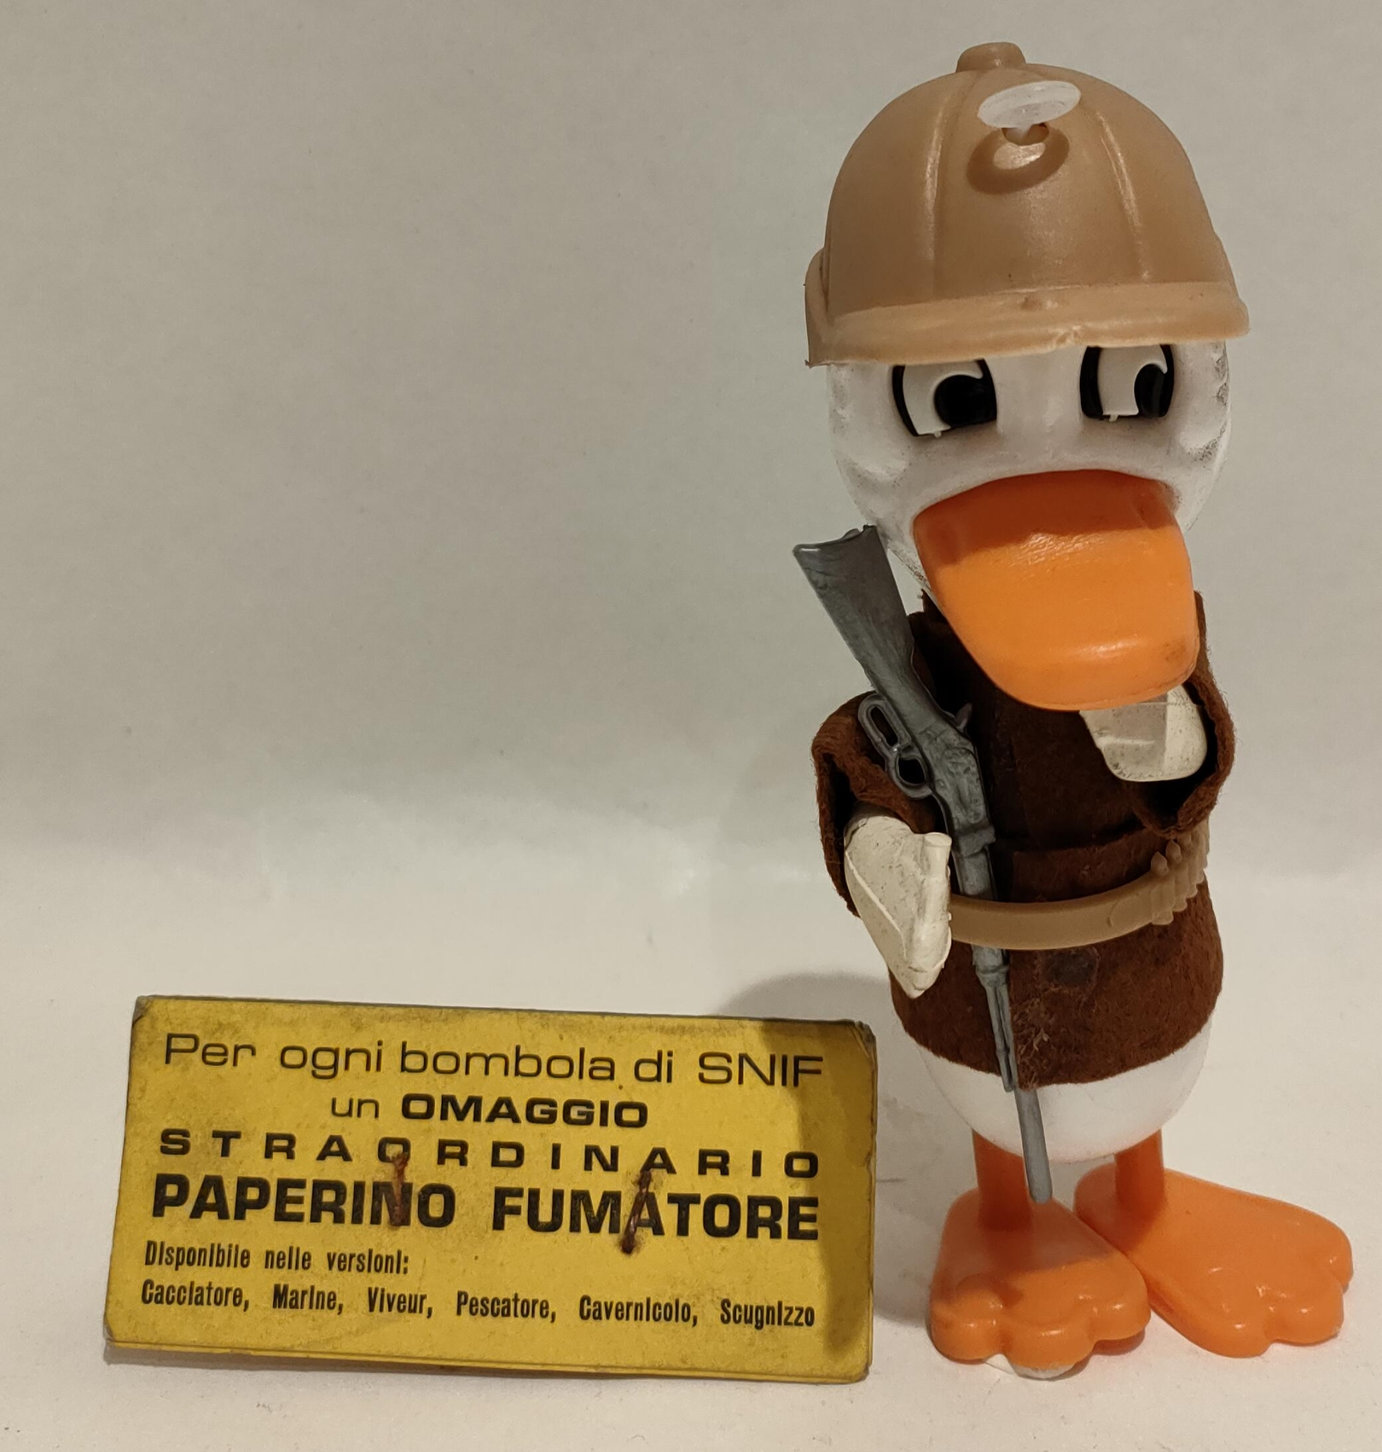 Per ogni bombola di SNIF
un OMAGGIO
STRAORDINARIO
PAPERINO FUMATORE
Disponibile nelle versioni:
Cacciatore, Marine, Viveur, Pescatore, Cavernicolo, Scugnizzo